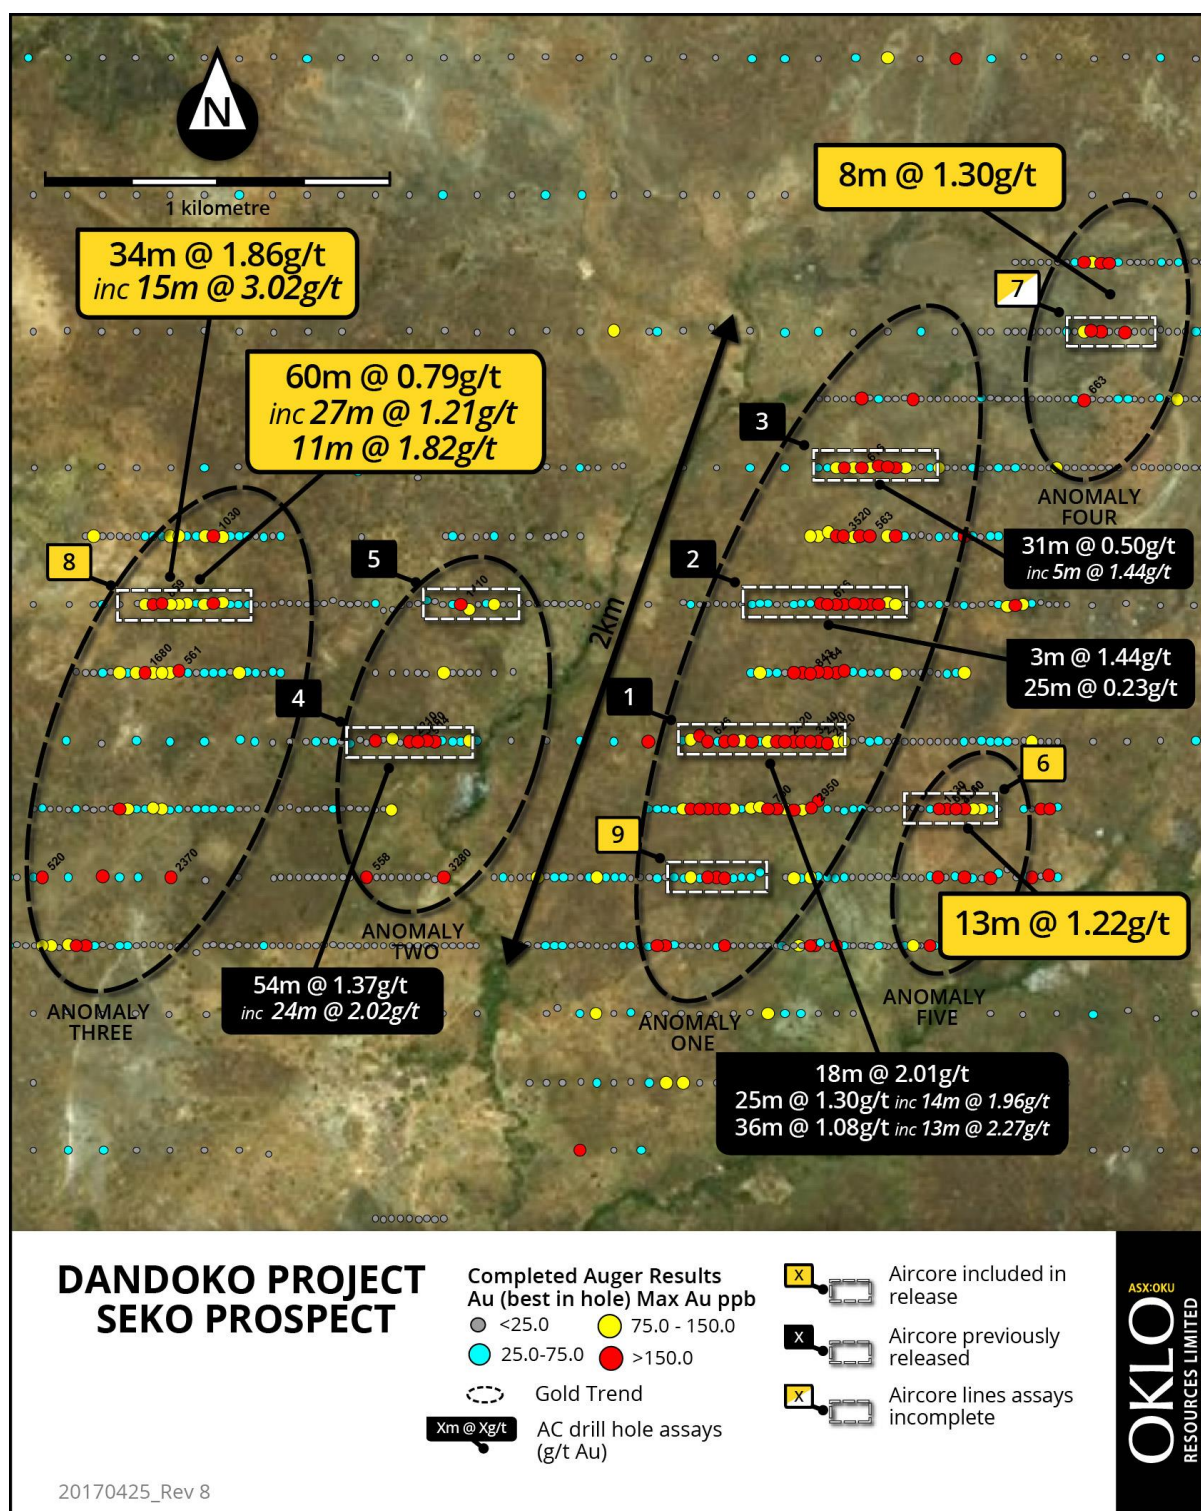 N
1 kilometre
8m @ 1.30g/t
34m @ 1.86g/t
inc 15m @ 3.02g/t
7
60m @ 0.79g/t
inc 27m @ 1.21g/t
11m @ 1.82g/t
663
3
ANOMALY
FOUR
1030
3520
563
31m @ 0.50g/t
inc 5m @ 1.44g/t
8
5
2
2km
3m @ 1.44g/t
25m @ 0.23g/t
1680
561
4
1
6
2950
9
520
2370
558
3280
13m @ 1.22g/t
ANOMALY
TWO
54m @ 1.37g/t
inc 24m @ 2.02g/t
ANOMALY
THREE
ANOMALY
FIVE
ANOMALY
ONE
18m @ 2.01g/t
25m @ 1.30g/t inc 14m @ 1.96g/t
36m @ 1.08g/t inc 13m @ 2.27g/t
DANDOKO PROJECT
SEKO PROSPECT
Completed Auger Results
Au (best in hole) Max Au ppb
<25.0
75.0 - 150.0
25.0-75.0
>150.0
Gold Trend
Xm @ Xg/t
AC drill hole assays
(g/t Au)
X
Aircore included in
release
X
Aircore previously
released
X
Aircore lines assays
incomplete
ASX:OKU
OKLO
RESOURCES LIMITED
20170425_Rev 8